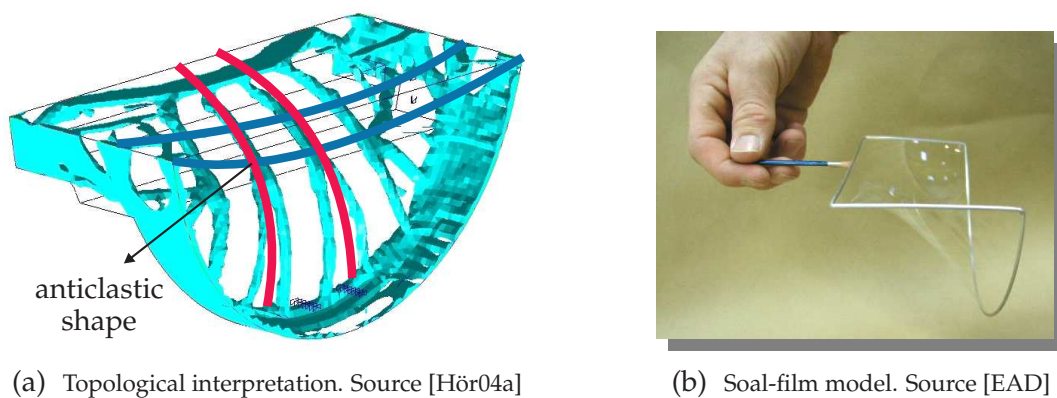 anticlastic
shape
(a) Topological interpretation. Source [Hör04a]
(b) Soal-film model. Source [EAD]